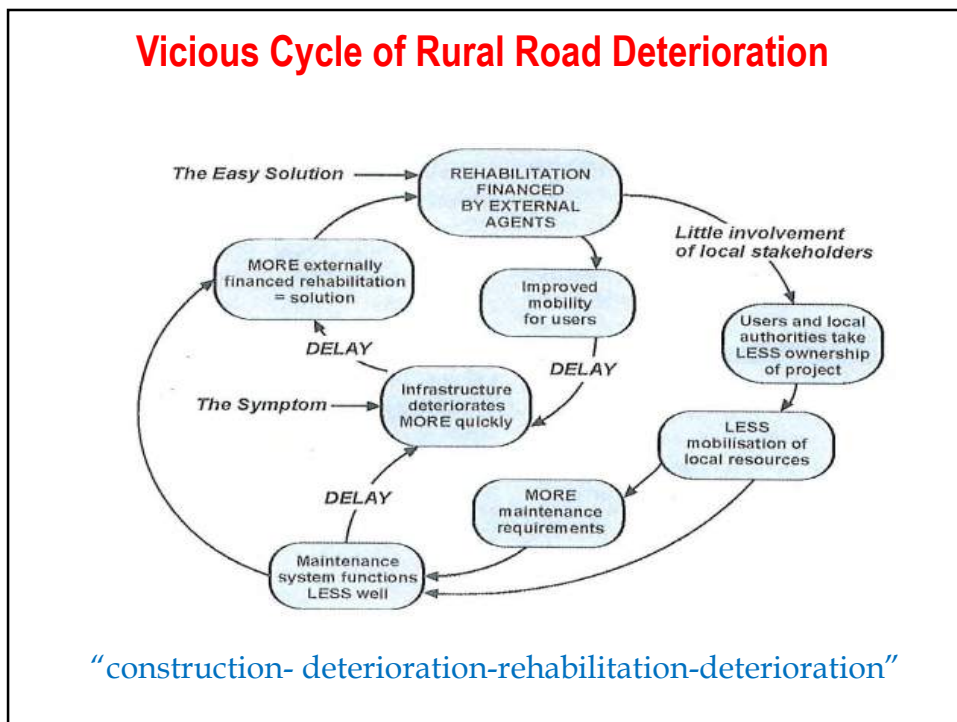 Vicious Cycle of Rural Road Deterioration
The Easy Solution
REHABILITATION
FINANCED
BY EXTERNAL
AGENTS
Little involvement
of local stakeholders
MORE externally
financed rehabilitation
= solution
Improved
mobility
for users
Users and local
authorities take
LESS ownership
of project
DELAY
DELAY
The Symptom
Infrastructure
deteriorates
MORE quickly
LESS
mobilisation of
local resources
DELAY
MORE
maintenance
requirements
Maintenance
system functions
LESS well
“construction- deterioration-rehabilitation-deterioration”